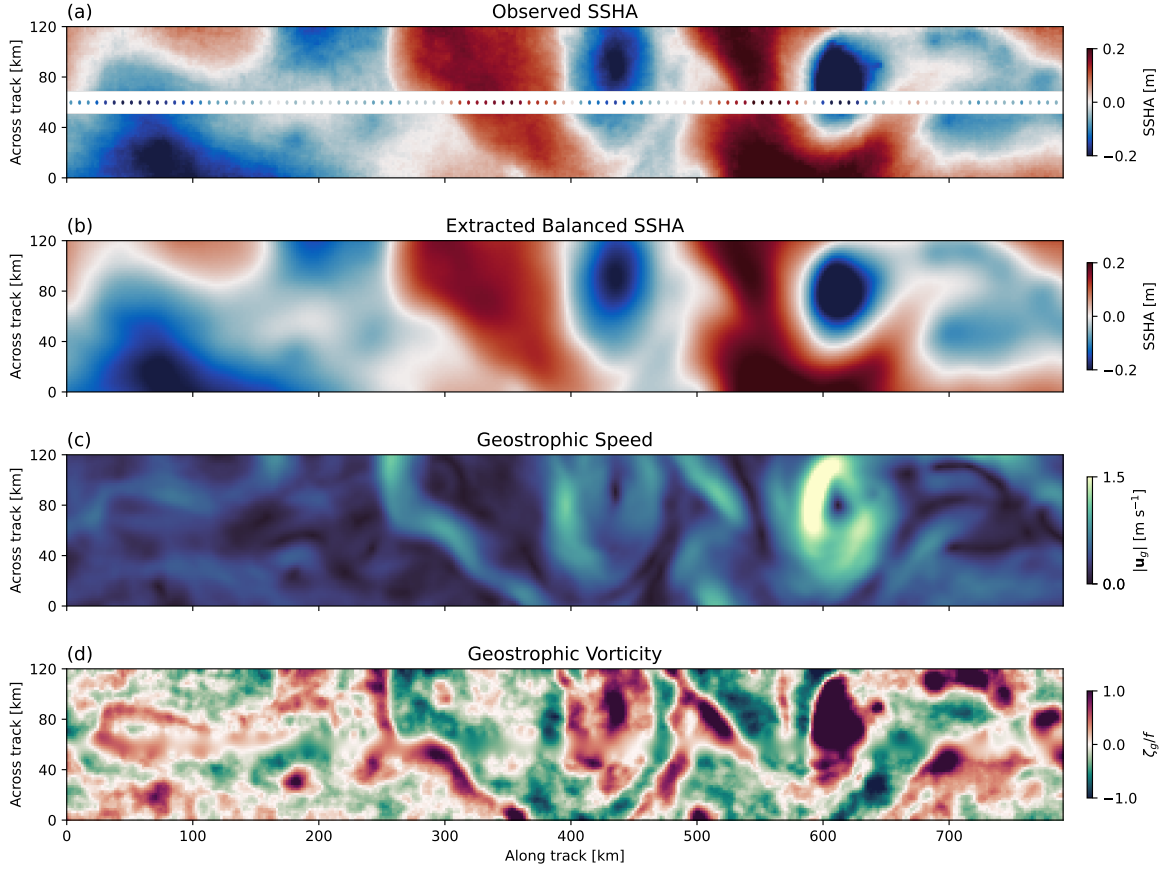 (a)
Observed SSHA
120
80
40
0
Across track [km]
0.2
0.0
−0.2
SSHA [m]
(b)
Extracted Balanced SSHA
120
80
40
0
Across track [km]
0.2
0.0
−0.2
SSHA [m]
(c)
Geostrophic Speed
120
80
40
0
Across track [km]
1.5
0.0
|u_g| [m s⁻¹]
(d)
Geostrophic Vorticity
120
80
40
0
Across track [km]
1.0
0.0
−1.0
ζ_g/f
0 100 200 300 400 500 600 700
Along track [km]